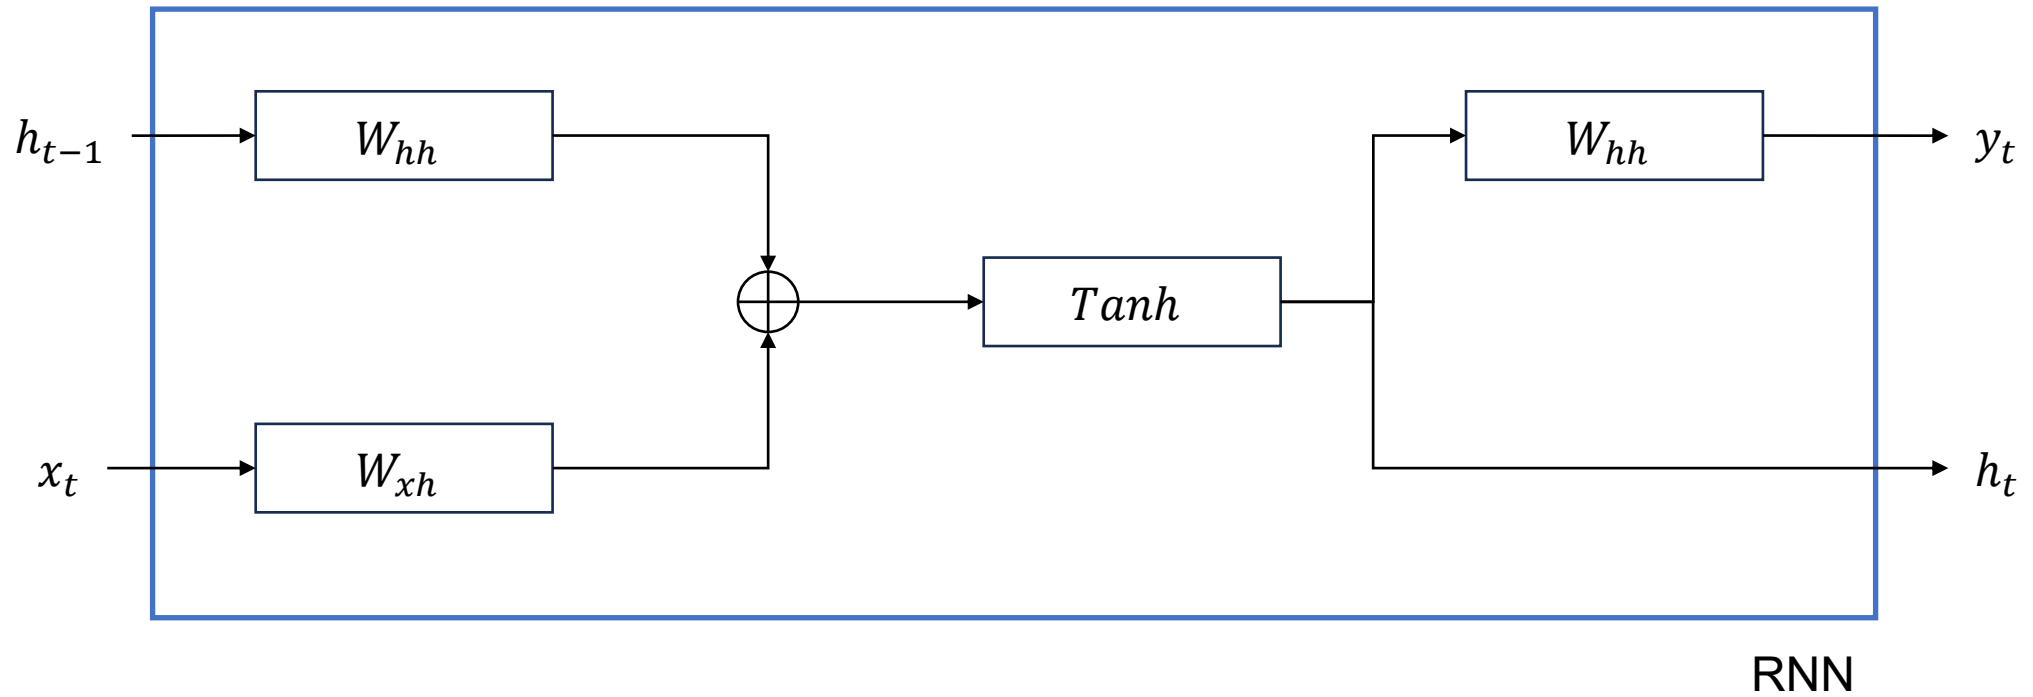 h_{t−1}
W_{hh}
W_{hh}
y_t
Tanh
x_t
W_{xh}
h_t
RNN